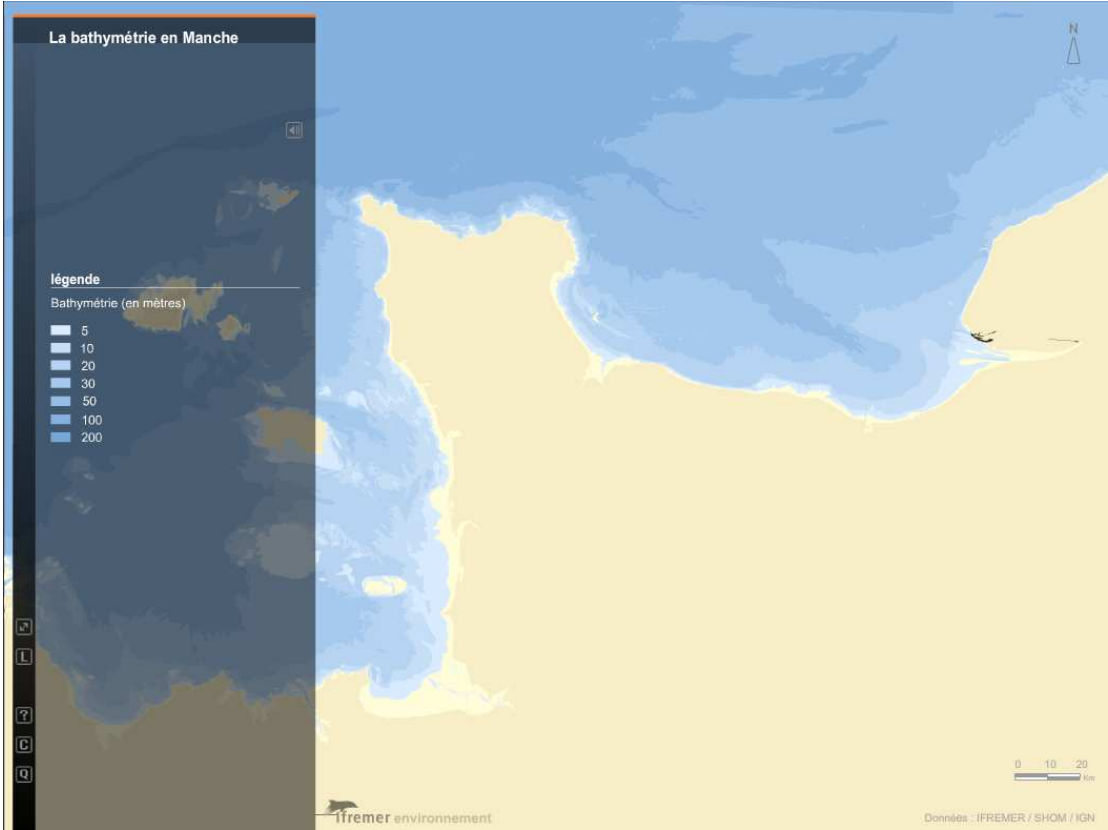 La bathymétrie en Manche
N
légende
Bathymétrie (en mètres)
5
10
20
30
50
100
200
L
?
C
Q
0 10 20
Km
Ifremer environnement
Données : IFREMER / SHOM / IGN